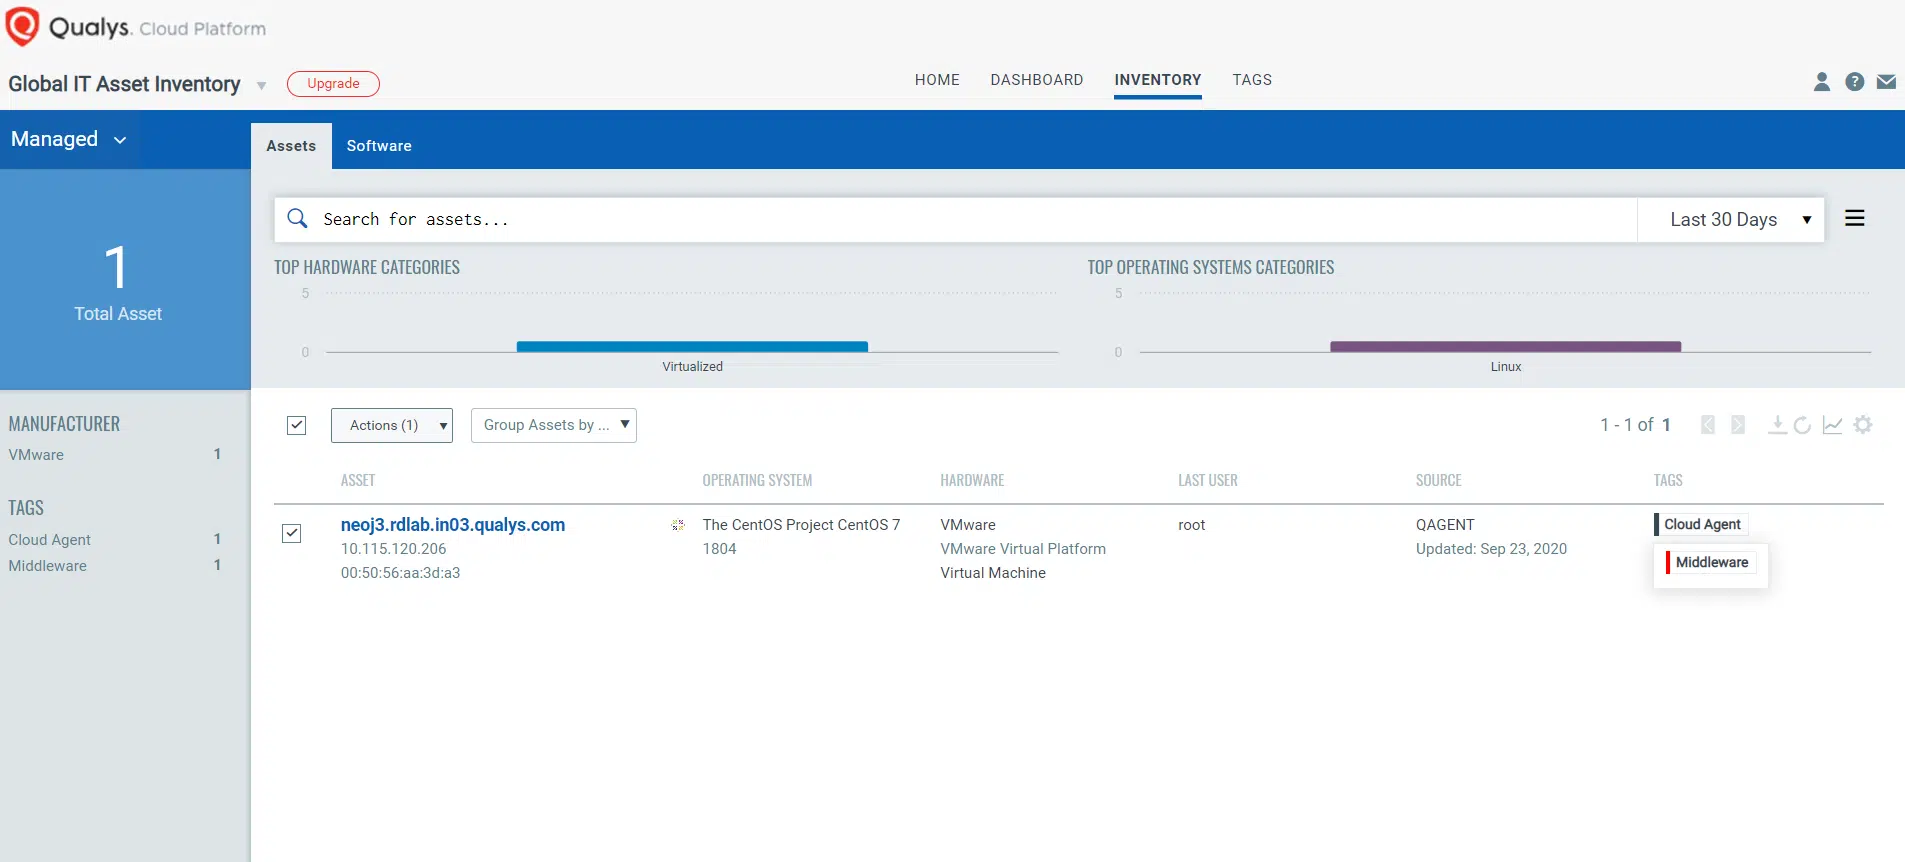 Qualys. Cloud Platform
Global IT Asset Inventory
Upgrade
HOME DASHBOARD INVENTORY TAGS
?
Managed
Assets Software
1
Total Asset
Search for assets...
Last 30 Days
TOP HARDWARE CATEGORIES
5
0
Virtualized
TOP OPERATING SYSTEMS CATEGORIES
5
0
Linux
MANUFACTURER
VMware 1
TAGS
Cloud Agent 1
Middleware 1
Actions (1) Group Assets by ... 1 - 1 of 1
ASSET OPERATING SYSTEM HARDWARE LAST USER SOURCE TAGS
neoj3.rdlab.in03.qualys.com The CentOS Project CentOS 7 VMware root QAGENT Cloud Agent
10.115.120.206 1804 VMware Virtual Platform Updated: Sep 23, 2020 Middleware
00:50:56:aa:3d:a3 Virtual Machine